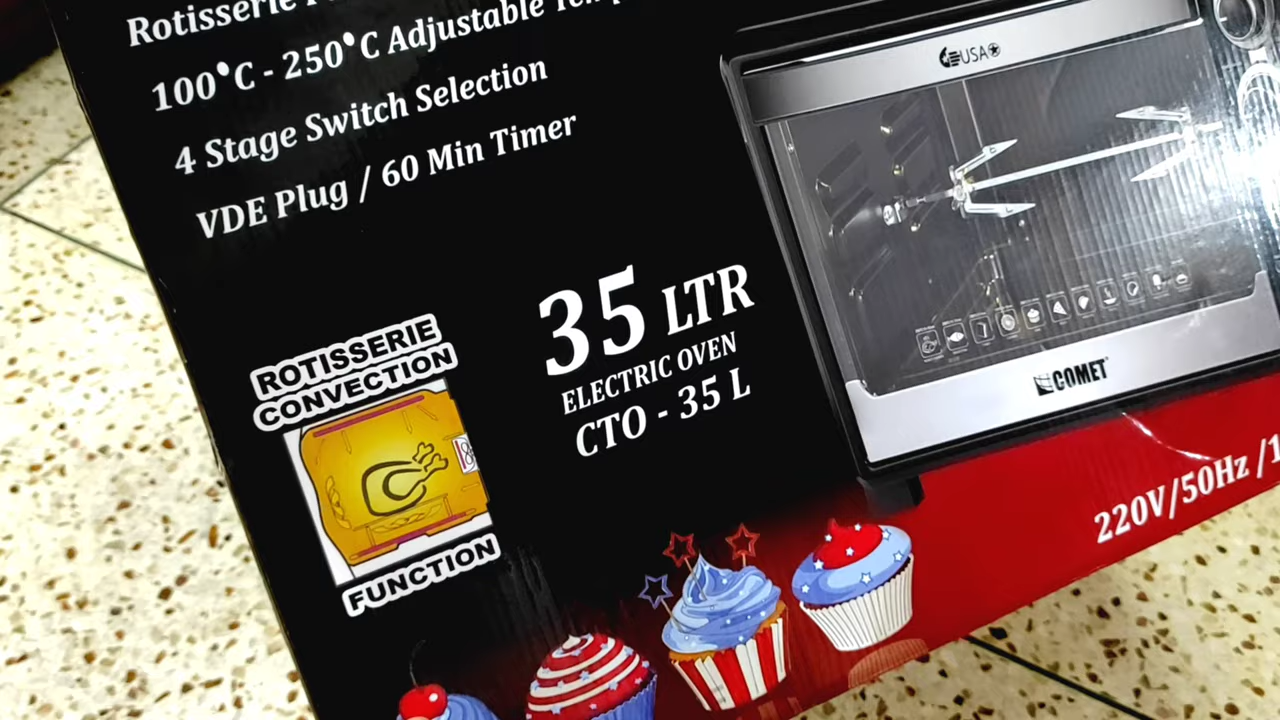 Rotisserie
100°C - 250°C Adjustable
4 Stage Switch Selection
VDE Plug / 60 Min Timer
35 LTR
ELECTRIC OVEN
CTO - 35 L
ROTISSERIE
CONVECTION
FUNCTION
USA
COMET
220V/50Hz /1